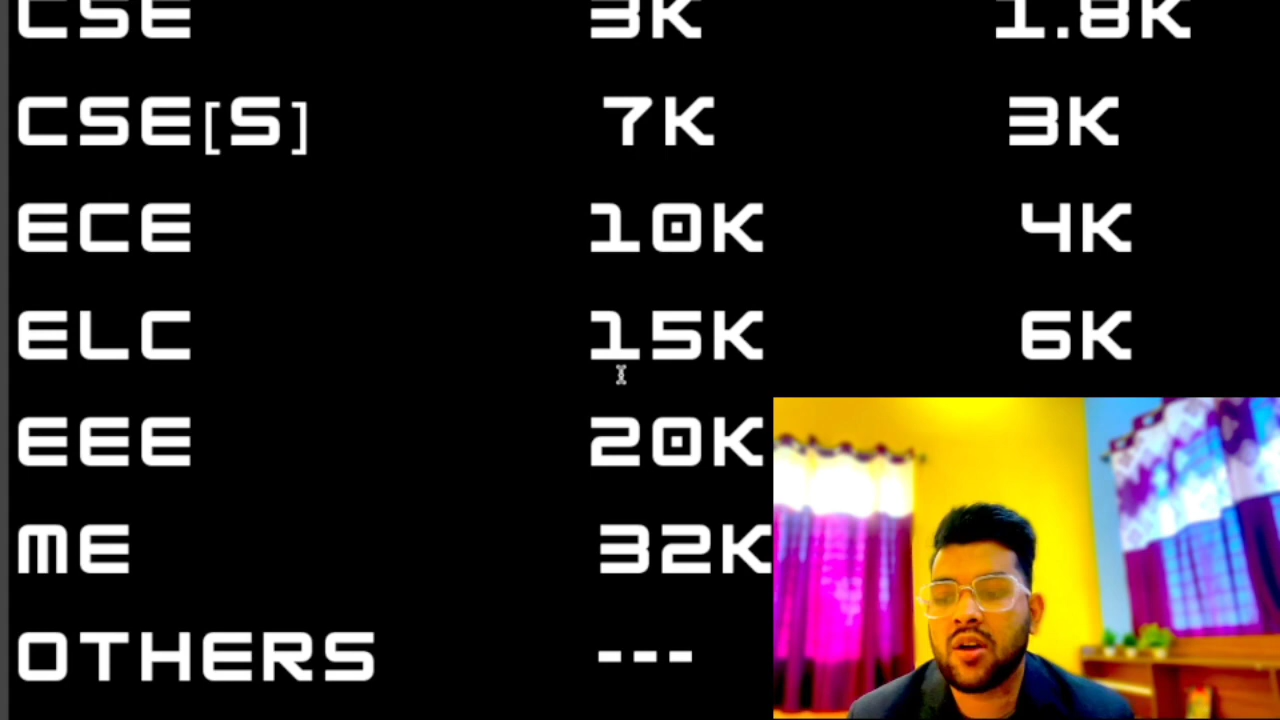 CSE 3K 1.8K
CSE[S] 7K 3K
ECE 10K 4K
ELC 15K 6K
EEE 20K
ME 32K
OTHERS ---